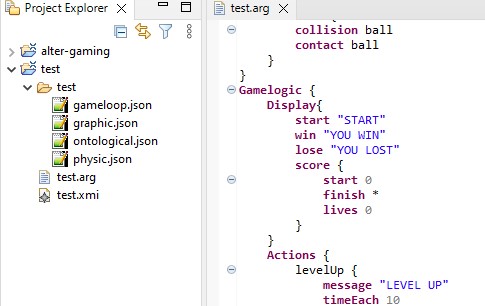 Project Explorer
alter-gaming
test
test
gameloop.json
graphic.json
ontological.json
physic.json
test.arg
test.xmi
test.arg
collision ball
contact ball
}
}
Gamelogic {
Display{
start "START"
win "YOU WIN"
lose "YOU LOST"
score {
start 0
finish *
lives 0
}
}
Actions {
levelUp {
message "LEVEL UP"
timeEach 10